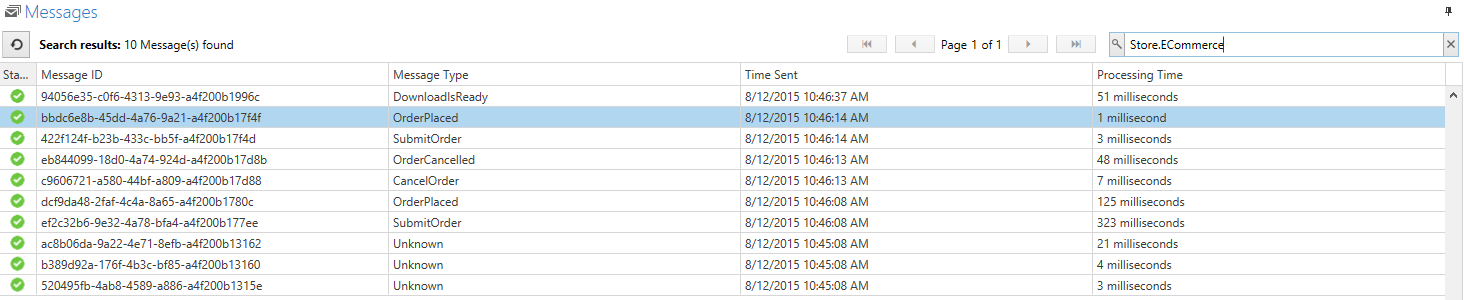 Messages
Search results: 10 Message(s) found Page 1 of 1 Store.ECommerce
Sta... Message ID Message Type Time Sent Processing Time
94056e35-c0f6-4313-9e93-a4f200b1996c DownloadIsReady 8/12/2015 10:46:37 AM 51 milliseconds
bbdc6e8b-45dd-4a76-9a21-a4f200b17f4f OrderPlaced 8/12/2015 10:46:14 AM 1 millisecond
422f124f-b23b-433c-bb5f-a4f200b17f4d SubmitOrder 8/12/2015 10:46:14 AM 3 milliseconds
eb844099-18d0-4a74-924d-a4f200b17d8b OrderCancelled 8/12/2015 10:46:13 AM 48 milliseconds
c9606721-a580-44bf-a809-a4f200b17d88 CancelOrder 8/12/2015 10:46:13 AM 7 milliseconds
dcf9da48-2faf-4c4a-8a65-a4f200b1780c OrderPlaced 8/12/2015 10:46:08 AM 125 milliseconds
ef2c32b6-9e32-4a78-bfa4-a4f200b177ee SubmitOrder 8/12/2015 10:46:08 AM 323 milliseconds
ac8b06da-9a22-4e71-8efb-a4f200b13162 Unknown 8/12/2015 10:45:08 AM 21 milliseconds
b389d92a-176f-4b3c-bf85-a4f200b13160 Unknown 8/12/2015 10:45:08 AM 4 milliseconds
520495fb-4ab8-4589-a886-a4f200b1315e Unknown 8/12/2015 10:45:08 AM 3 milliseconds